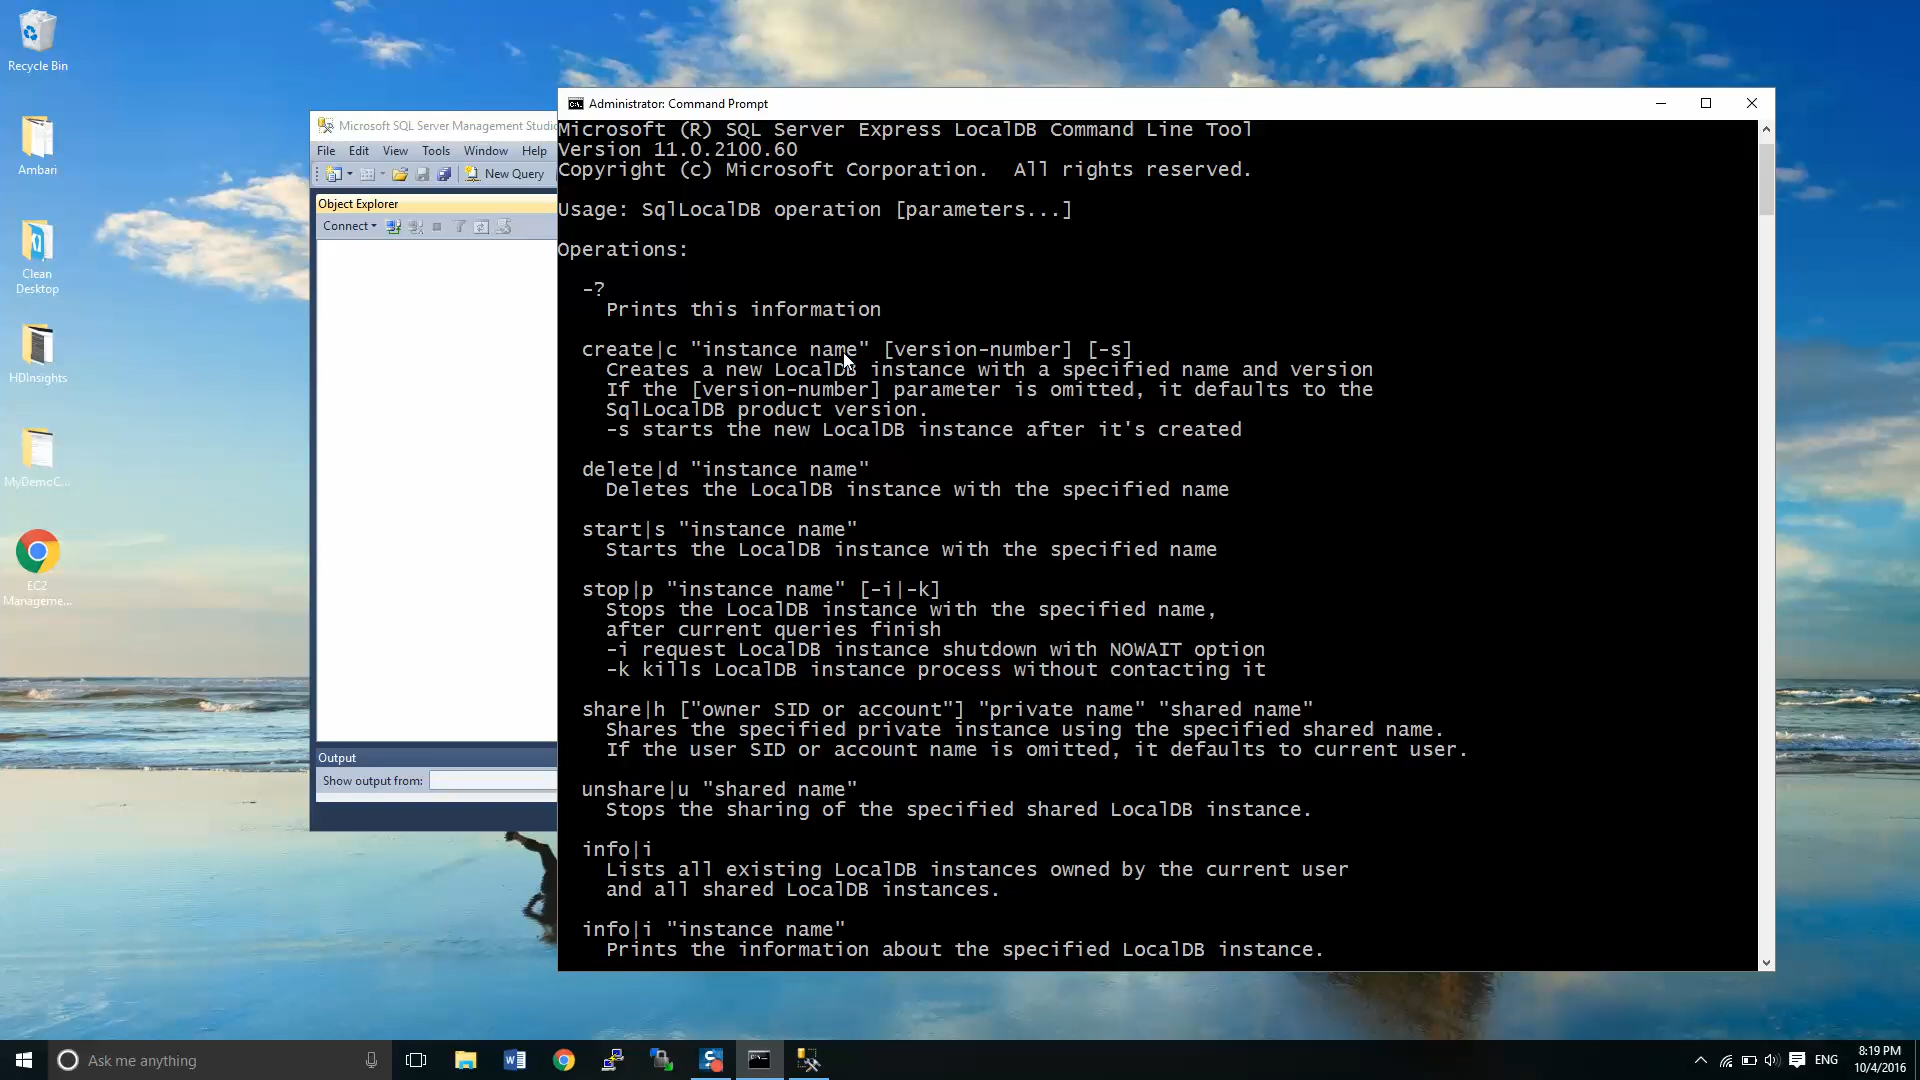 Recycle Bin
Ambari
Clean
Desktop
HDInsights
MyDemoC...
EC2
Manageme...
Microsoft SQL Server Management Studio
File Edit View Tools Window Help
New Query
Object Explorer
Connect
Output
Show output from:
Administrator: Command Prompt
Microsoft (R) SQL Server Express LocalDB Command Line Tool
Version 11.0.2100.60
Copyright (c) Microsoft Corporation.  All rights reserved.
Usage: SqlLocalDB operation [parameters...]
Operations:
-?
Prints this information
create|c "instance name" [version-number] [-s]
Creates a new LocalDB instance with a specified name and version
If the [version-number] parameter is omitted, it defaults to the
SqlLocalDB product version.
-s starts the new LocalDB instance after it's created
delete|d "instance name"
Deletes the LocalDB instance with the specified name
start|s "instance name"
Starts the LocalDB instance with the specified name
stop|p "instance name" [-i|-k]
Stops the LocalDB instance with the specified name,
after current queries finish
-i request LocalDB instance shutdown with NOWAIT option
-k kills LocalDB instance process without contacting it
share|h ["owner SID or account"] "private name" "shared name"
Shares the specified private instance using the specified shared name.
If the user SID or account name is omitted, it defaults to current user.
unshare|u "shared name"
Stops the sharing of the specified shared LocalDB instance.
info|i
Lists all existing LocalDB instances owned by the current user
and all shared LocalDB instances.
info|i "instance name"
Prints the information about the specified LocalDB instance.
Ask me anything
ENG
8:19 PM
10/4/2016